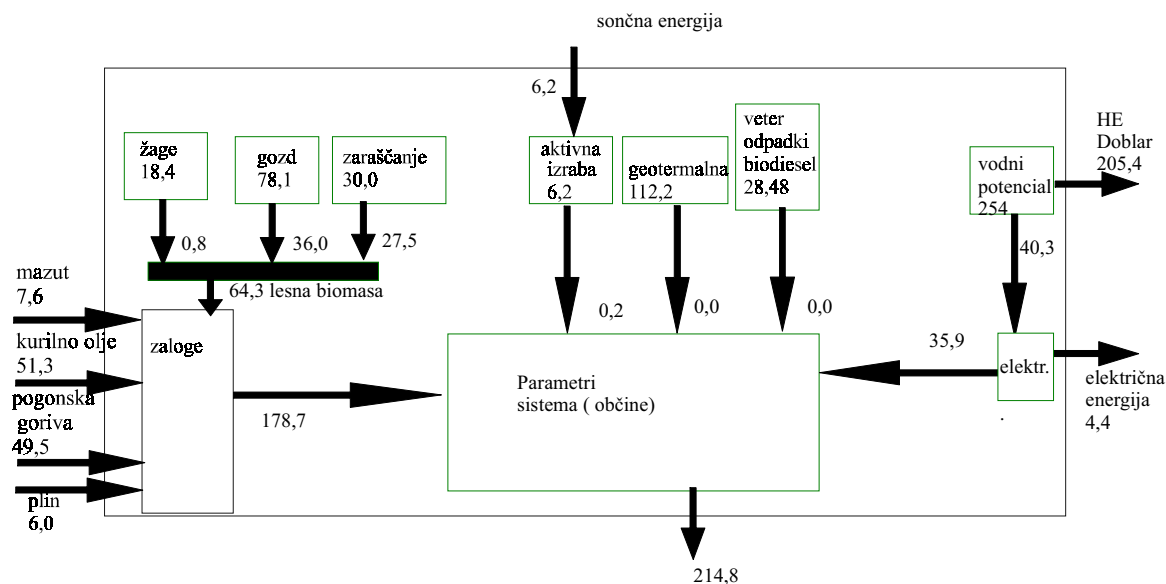 sončna energija
6,2
žage
18,4
gozd
78,1
zaraščanje
30,0
aktivna
izraba
6,2
geotermalna
112,2
veter
odpadki
biodiesel
28,48
vodni
potencial
254
HE
Doblar
205,4
0,8
36,0
27,5
40,3
64,3 lesna biomasa
mazut
7,6
kurilno olje
51,3
pogonska
goriva
49,5
plin
6,0
zaloge
178,7
0,2
0,0
0,0
Parametri
sistema ( občine)
35,9
elektr.
električna
energija
4,4
.
214,8